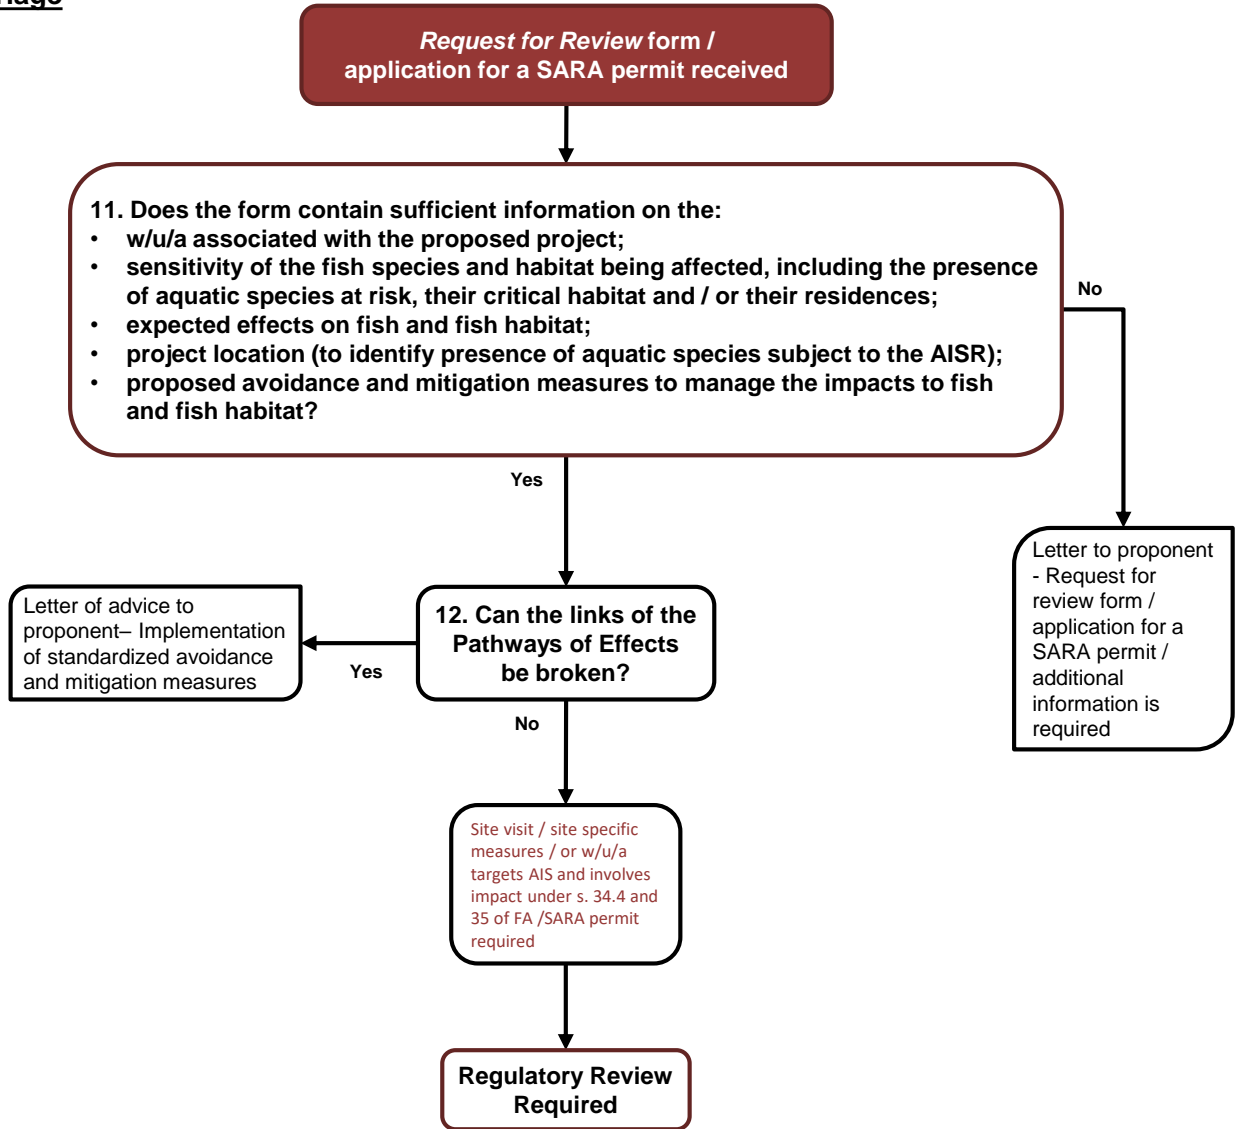 Request for Review form /
application for a SARA permit received
11. Does the form contain sufficient information on the:
• w/u/a associated with the proposed project;
• sensitivity of the fish species and habitat being affected, including the presence
of aquatic species at risk, their critical habitat and / or their residences;
• expected effects on fish and fish habitat;
• project location (to identify presence of aquatic species subject to the AISR);
• proposed avoidance and mitigation measures to manage the impacts to fish
and fish habitat?
No
Yes
Letter to proponent
- Request for
review form /
application for a
SARA permit /
additional
information is
required
12. Can the links of the
Pathways of Effects
be broken?
Yes
Letter of advice to
proponent– Implementation
of standardized avoidance
and mitigation measures
No
Site visit / site specific
measures / or w/u/a
targets AIS and involves
impact under s. 34.4 and
35 of FA /SARA permit
required
Regulatory Review
Required